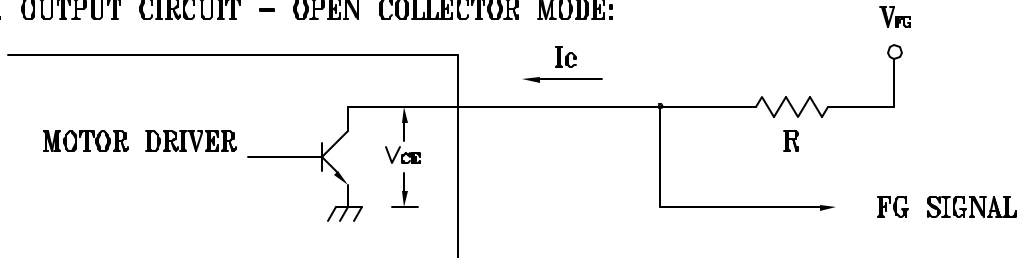 OUTPUT CIRCUIT - OPEN COLLECTOR MODE:
VFG
Ic
MOTOR DRIVER
VCE
R
FG SIGNAL